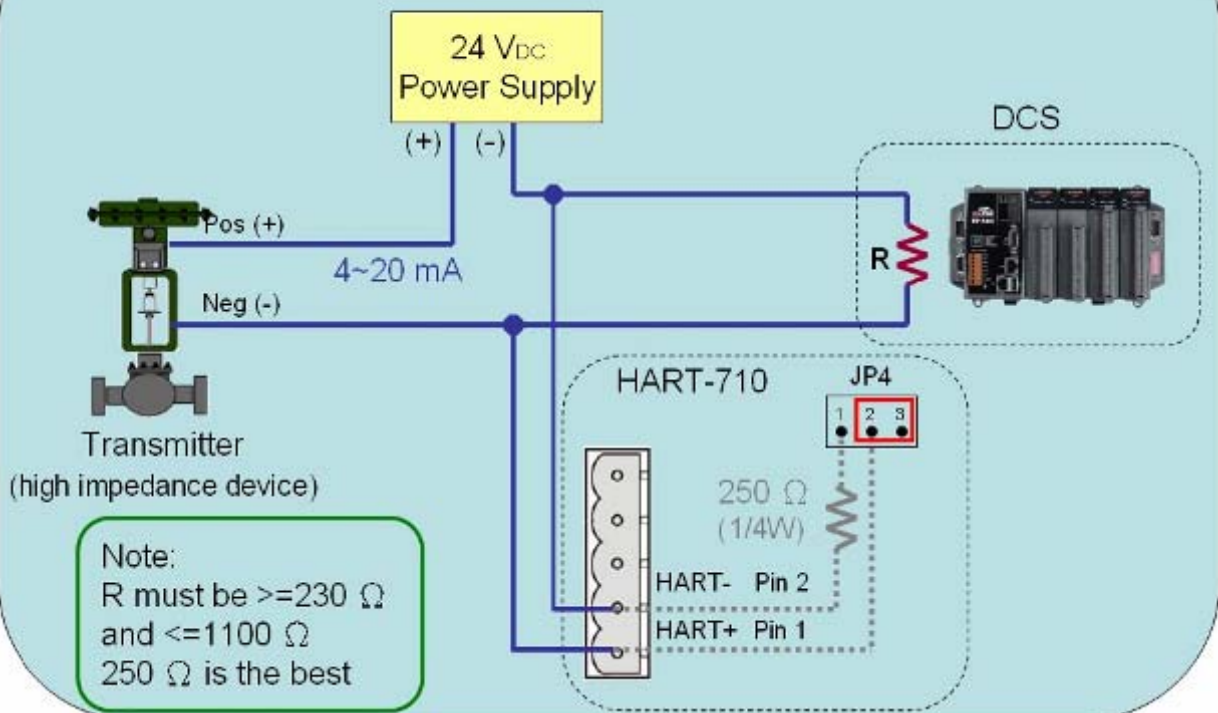 24 VDC
Power Supply
(+) (-)
DCS
Pos (+)
4~20 mA
R
Neg (-)
HART-710
JP4
1 2 3
Transmitter
(high impedance device)
250 Ω
(1/4W)
Note:
R must be >=230 Ω
and <=1100 Ω
250 Ω is the best
HART- Pin 2
HART+ Pin 1